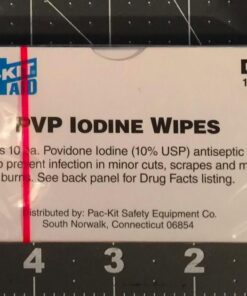 -KIT
AID
D
1
PVP IODINE WIPES
s 10 ea. Povidone Iodine (10% USP) antiseptic
prevent infection in minor cuts, scrapes and m
burns. See back panel for Drug Facts listing.
Distributed by: Pac-Kit Safety Equipment Co.
South Norwalk, Connecticut 06854
4 3 2